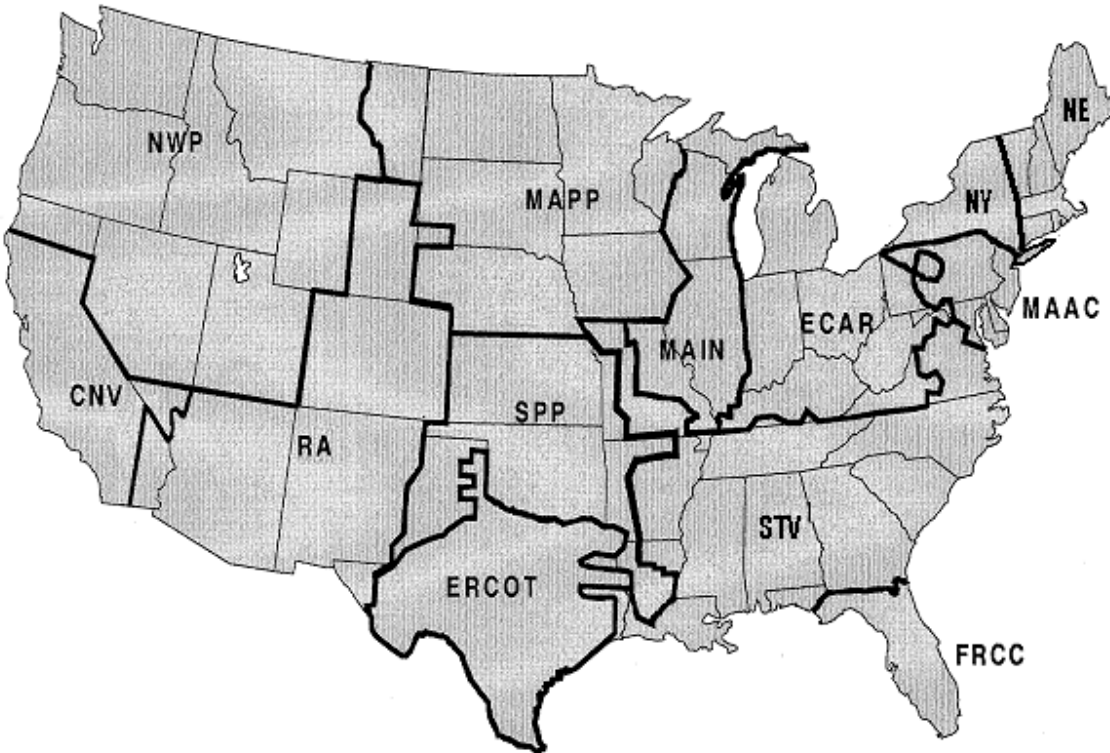 NE
NWP
MAPP
NY
MAAC
ECAR
MAIN
CNV
SPP
RA
STV
ERCOT
FRCC